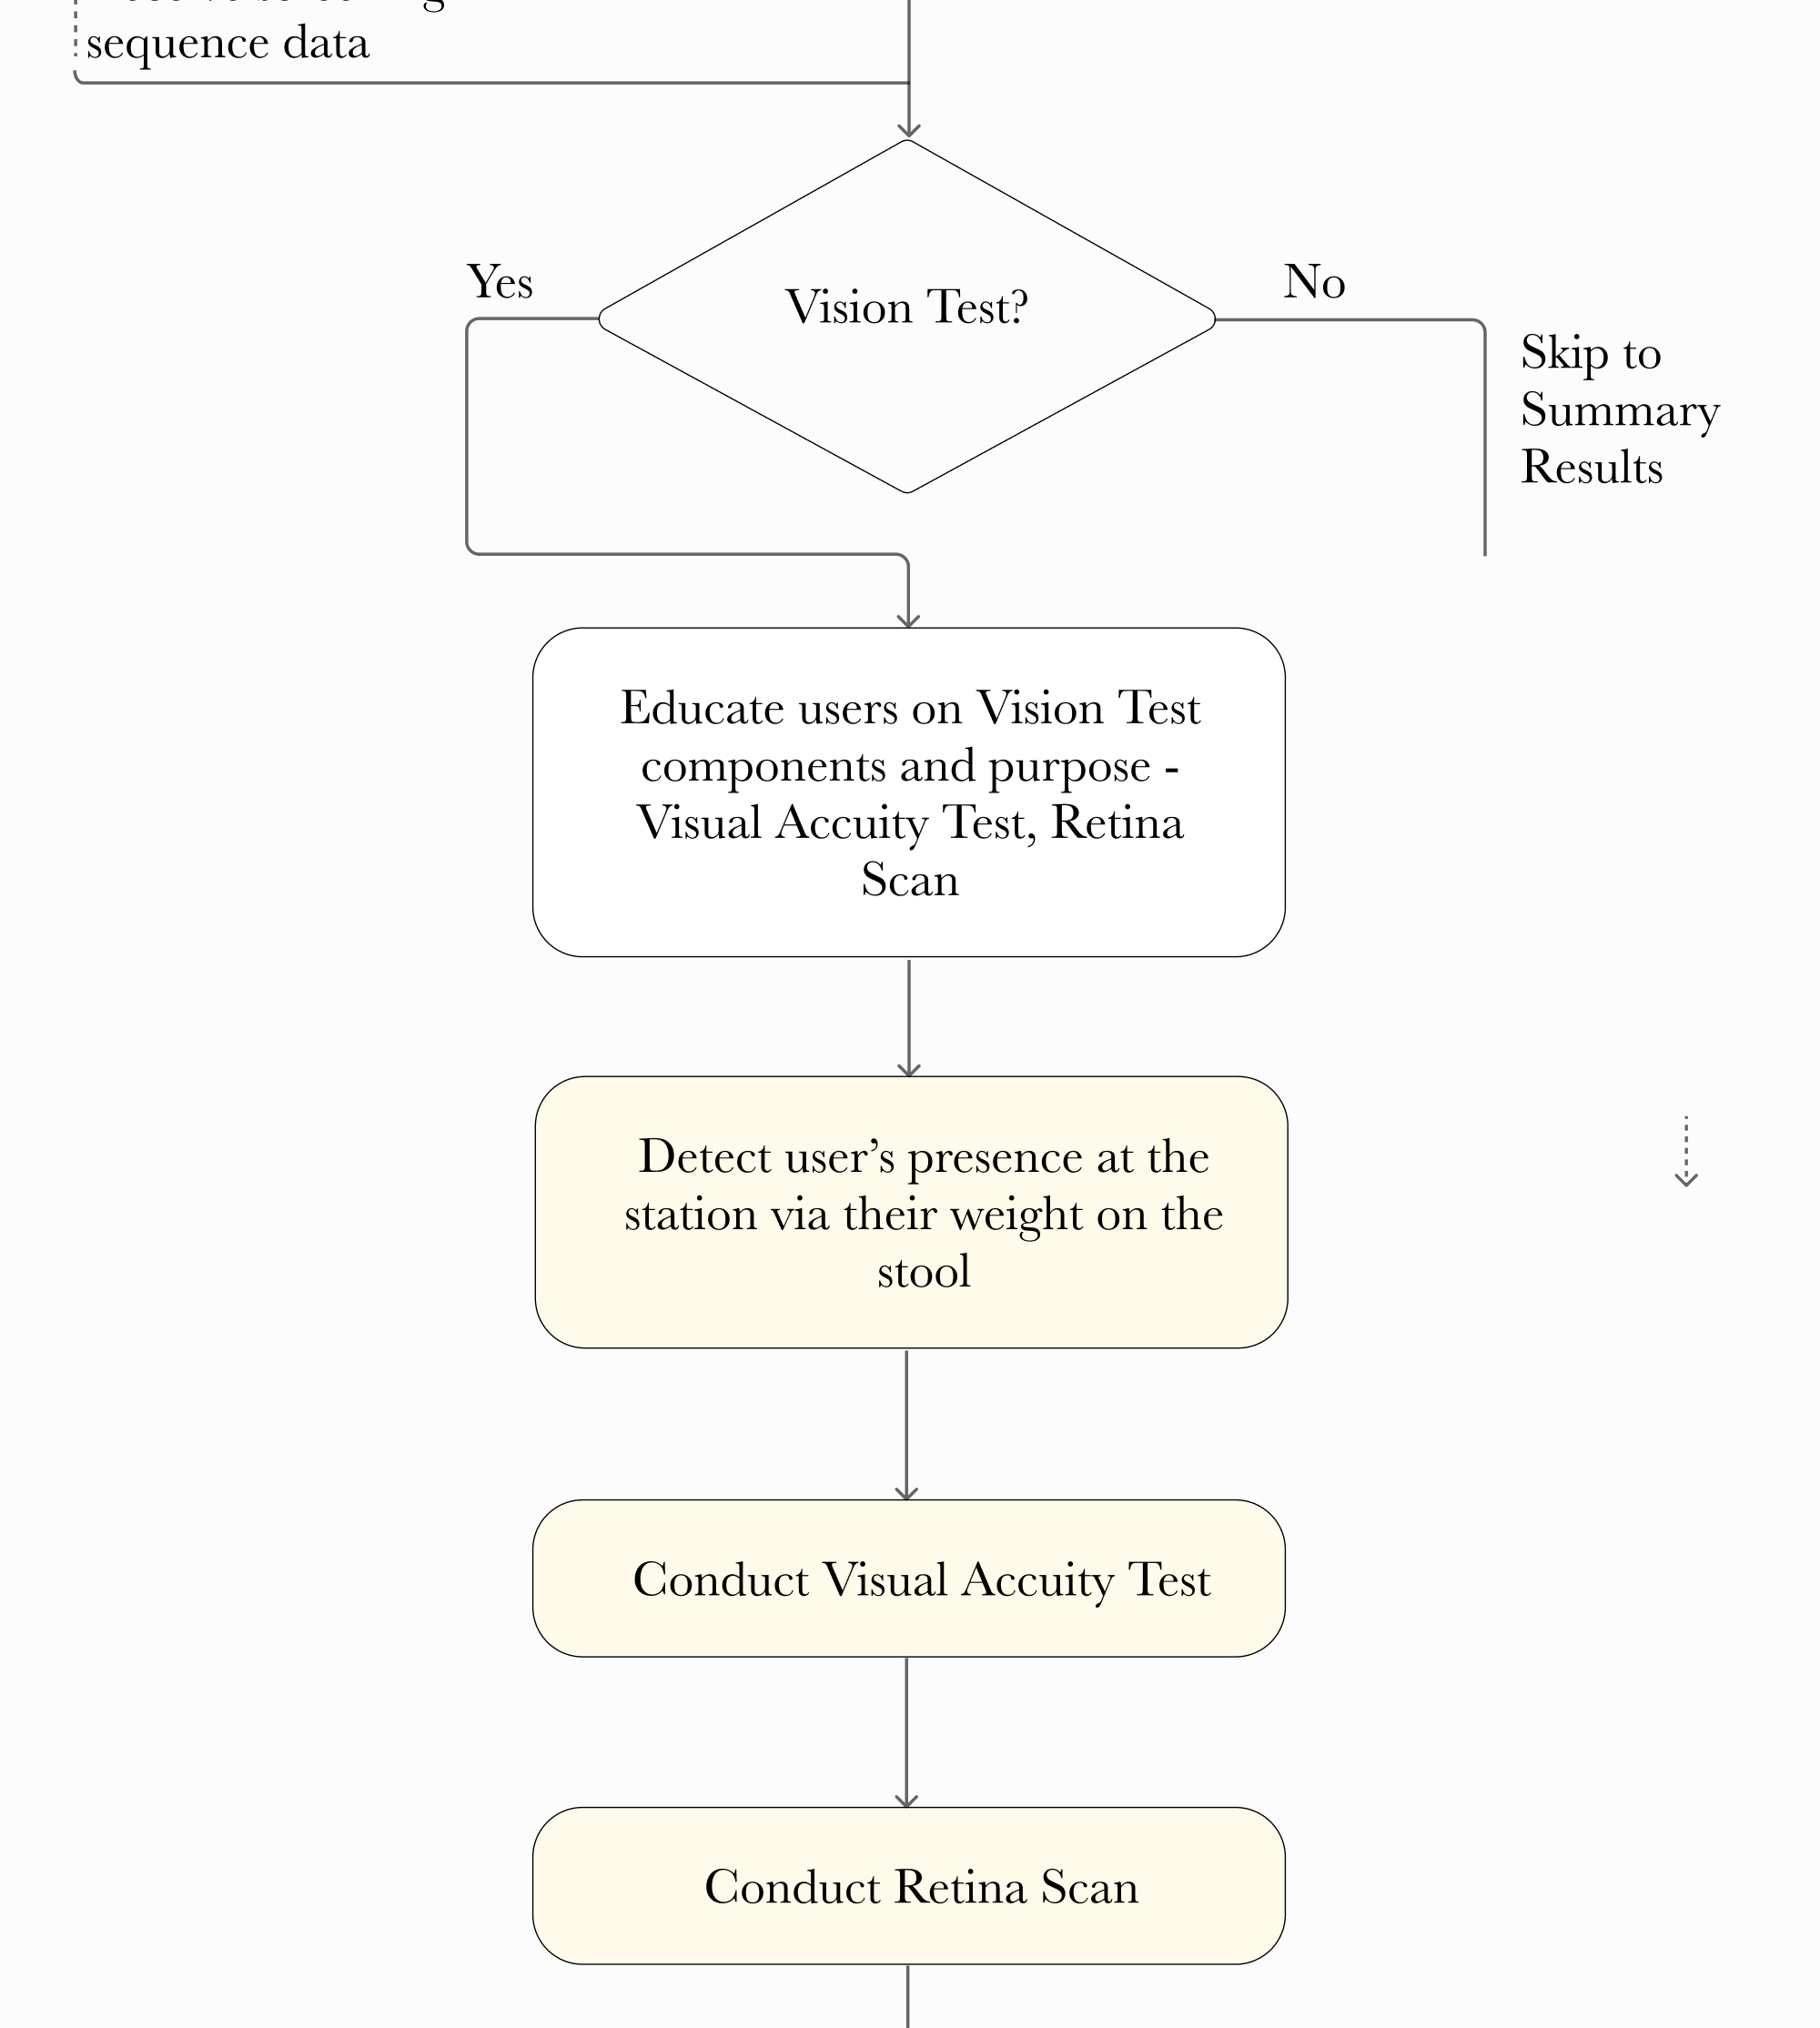 sequence data
Yes
Vision Test?
No
Skip to
Summary
Results
Educate users on Vision Test
components and purpose -
Visual Accuity Test, Retina
Scan
Detect user’s presence at the
station via their weight on the
stool
Conduct Visual Accuity Test
Conduct Retina Scan